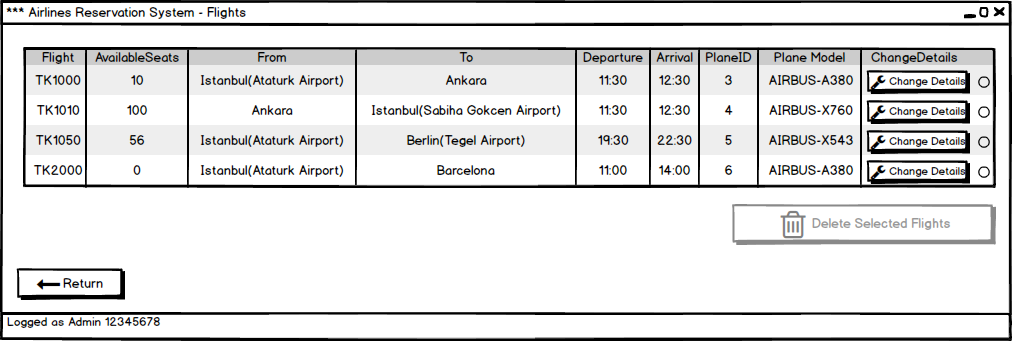 *** Airlines Reservation System - Flights
Flight AvailableSeats From To Departure Arrival PlaneID Plane Model ChangeDetails
TK1000 10 Istanbul(Ataturk Airport) Ankara 11:30 12:30 3 AIRBUS-A380 Change Details
TK1010 100 Ankara Istanbul(Sabiha Gokcen Airport) 11:30 12:30 4 AIRBUS-X760 Change Details
TK1050 56 Istanbul(Ataturk Airport) Berlin(Tegel Airport) 19:30 22:30 5 AIRBUS-X543 Change Details
TK2000 0 Istanbul(Ataturk Airport) Barcelona 11:00 14:00 6 AIRBUS-A380 Change Details
Delete Selected Flights
Return
Logged as Admin 12345678